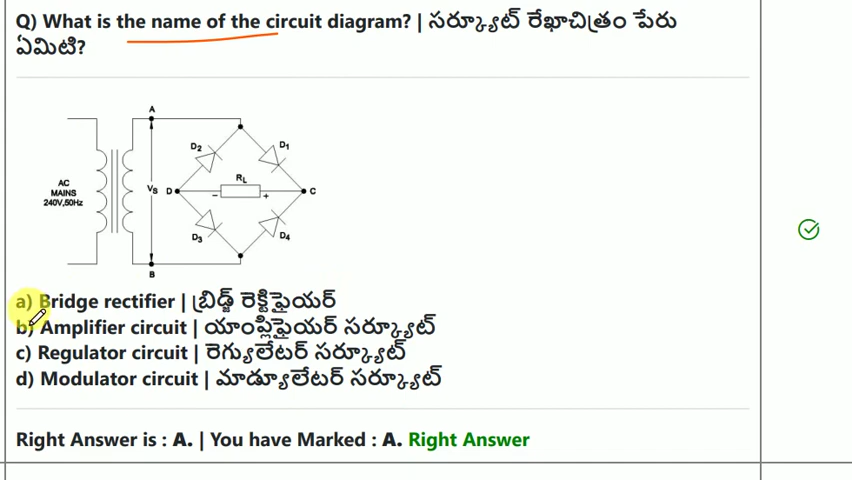 Q) What is the name of the circuit diagram? | సర్క్యూట్ రేఖాచిత్రం పేరు
ఏమిటి?
A
D2
D1
AC
MAINS
240V,50Hz
VS
D
RL
-
+
C
D3
D4
B
a) Bridge rectifier | బ్రిడ్జ్ రెక్టిఫైయర్
b) Amplifier circuit | యాంప్లిఫైయర్ సర్క్యూట్
c) Regulator circuit | రెగ్యులేటర్ సర్క్యూట్
d) Modulator circuit | మాడ్యూలేటర్ సర్క్యూట్
Right Answer is : A. | You have Marked : A. Right Answer